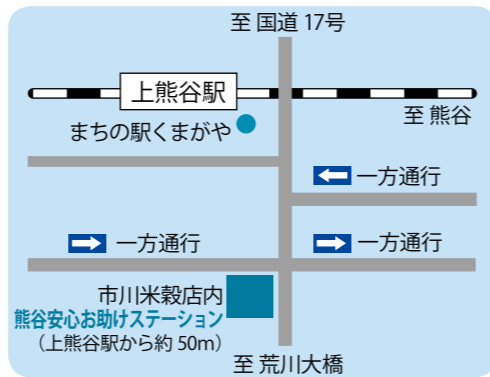 至 国道 17号
上熊谷駅
至 熊谷
まちの駅くまがや
一方通行
一方通行
一方通行
市川米穀店内
熊谷安心お助けステーション
（上熊谷駅から約 50m）
至 荒川大橋